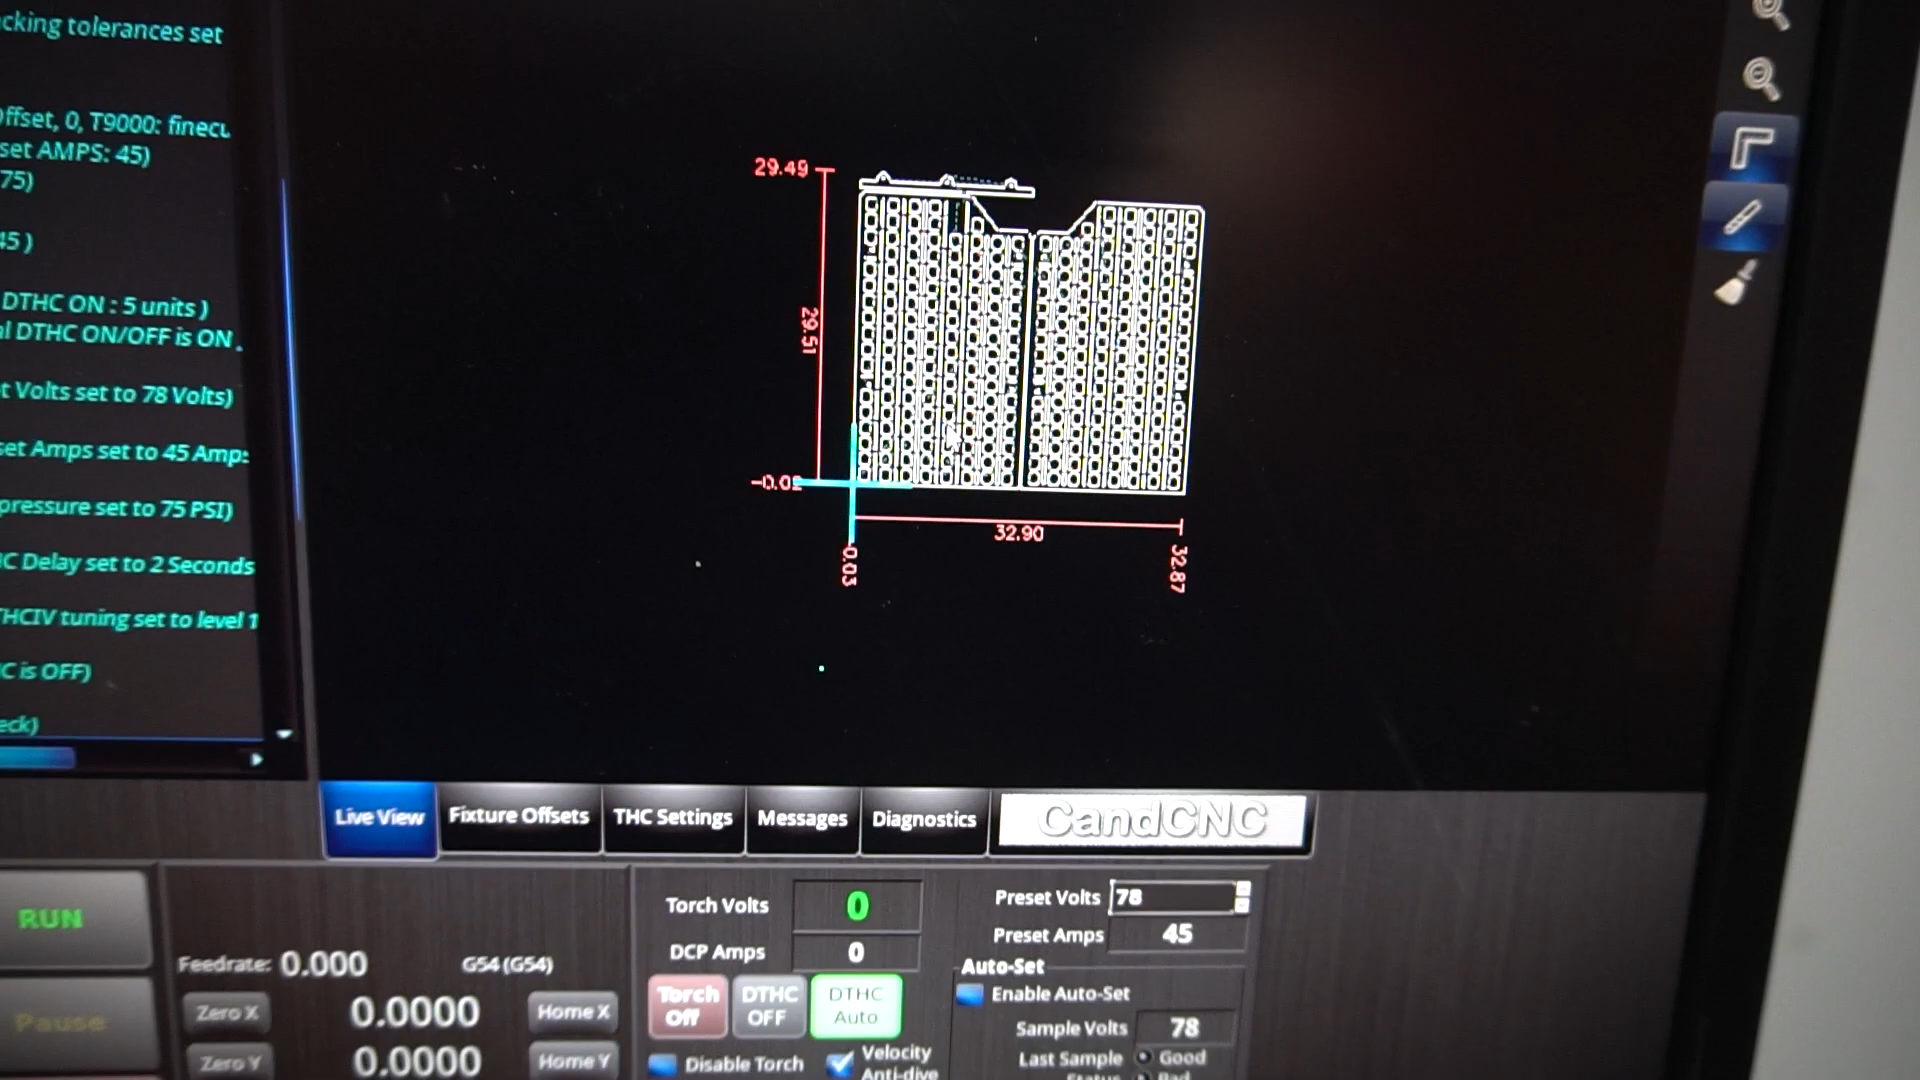 cking tolerances set
Offset, 0, T9000: finecu
set AMPS: 45)
75)
45 )
DTHC ON : 5 units )
al DTHC ON/OFF is ON
t Volts set to 78 Volts)
set Amps set to 45 Amps
pressure set to 75 PSI)
C Delay set to 2 Seconds
THCIV tuning set to level 1
C is OFF)
eck)
29.49
29.51
32.90
0.03
32.87
Live View
Fixture Offsets
THC Settings
Messages
Diagnostics
CandCNC
RUN
Pause
Feedrate: 0.000
G54 (G54)
Zero X
0.0000
Home X
Zero Y
0.0000
Home Y
Torch Volts
0
DCP Amps
0
Torch
Off
DTHC
OFF
DTHC
Auto
Disable Torch
Velocity
Anti-dive
Preset Volts
78
Preset Amps
45
Auto-Set
Enable Auto-Set
Sample Volts
78
Last Sample
Good
Status
Bad